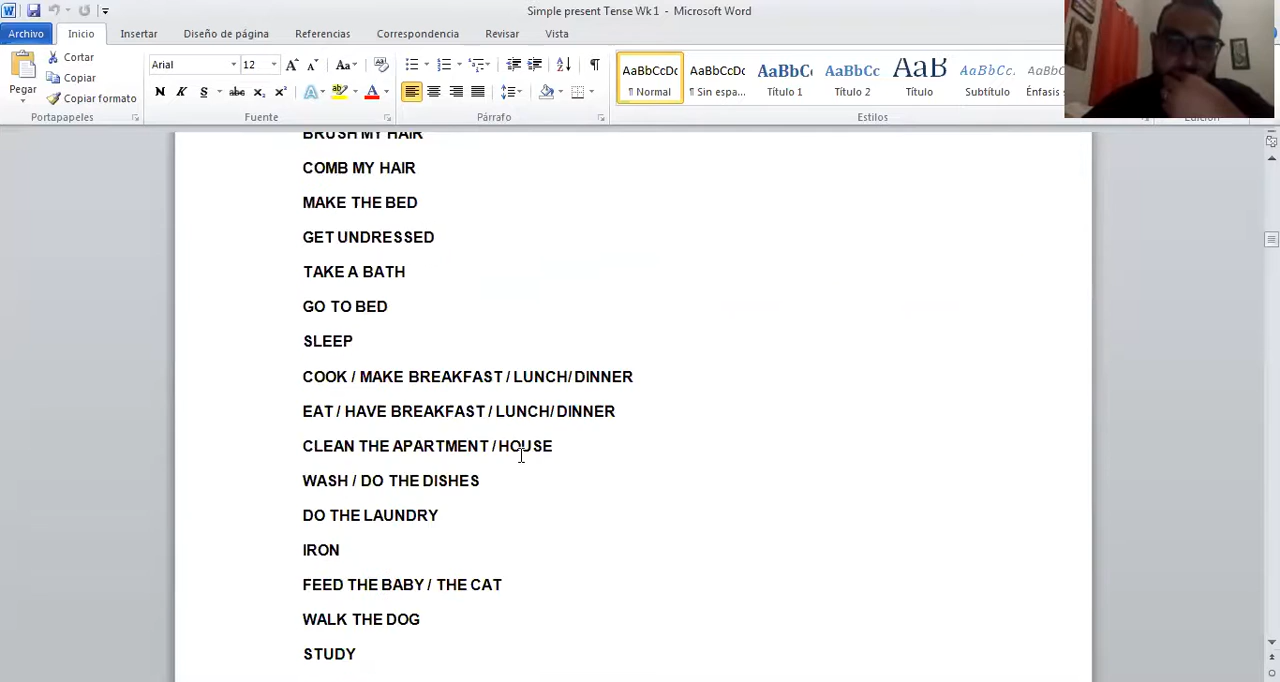 Simple present Tense Wk1 - Microsoft Word
Archivo Inicio Insertar Diseño de página Referencias Correspondencia Revisar Vista
Cortar
Copiar
Copiar formato
Pegar
Portapapeles
Arial 12
Fuente
Párrafo
AaBbCcDc AaBbCcDc AaBbC AaBbCc AaB AaBbCc AaBbCc
¶ Normal ¶ Sin espa... Título 1 Título 2 Título Subtítulo Énfasis
Estilos
BRUSH MY HAIR
COMB MY HAIR
MAKE THE BED
GET UNDRESSED
TAKE A BATH
GO TO BED
SLEEP
COOK / MAKE BREAKFAST / LUNCH/ DINNER
EAT / HAVE BREAKFAST / LUNCH/ DINNER
CLEAN THE APARTMENT / HOUSE
WASH / DO THE DISHES
DO THE LAUNDRY
IRON
FEED THE BABY / THE CAT
WALK THE DOG
STUDY